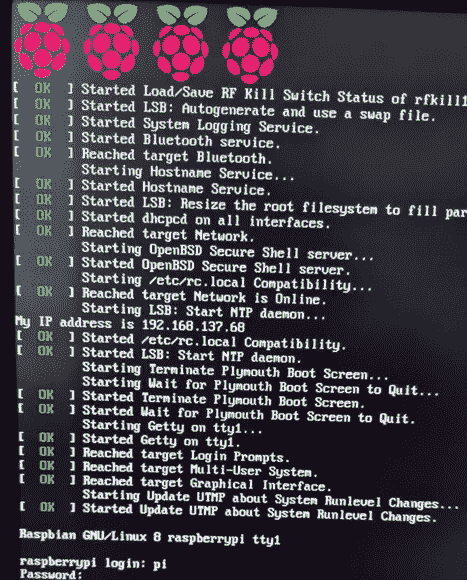 [ OK ] Started Load/Save RF Kill Switch Status of rfkill1
[ OK ] Started LSB: Autogenerate and use a swap file.
[ OK ] Started System Logging Service.
[ OK ] Started Bluetooth service.
[ OK ] Reached target Bluetooth.
Starting Hostname Service...
[ OK ] Started Hostname Service.
[ OK ] Started LSB: Resize the root filesystem to fill par
[ OK ] Started dhcpcd on all interfaces.
[ OK ] Reached target Network.
Starting OpenBSD Secure Shell server...
[ OK ] Started OpenBSD Secure Shell server.
Starting /etc/rc.local Compatibility...
[ OK ] Reached target Network is Online.
Starting LSB: Start NTP daemon...
My IP address is 192.168.137.68
[ OK ] Started /etc/rc.local Compatibility.
[ OK ] Started LSB: Start NTP daemon.
Starting Terminate Plymouth Boot Screen...
Starting Wait for Plymouth Boot Screen to Quit...
[ OK ] Started Terminate Plymouth Boot Screen.
[ OK ] Started Wait for Plymouth Boot Screen to Quit.
Starting Getty on tty1...
[ OK ] Started Getty on tty1.
[ OK ] Reached target Login Prompts.
[ OK ] Reached target Multi-User System.
[ OK ] Reached target Graphical Interface.
Starting Update UTMP about System Runlevel Changes...
[ OK ] Started Update UTMP about System Runlevel Changes.
Raspbian GNU/Linux 8 raspberrypi tty1
raspberrypi login: pi
Password: